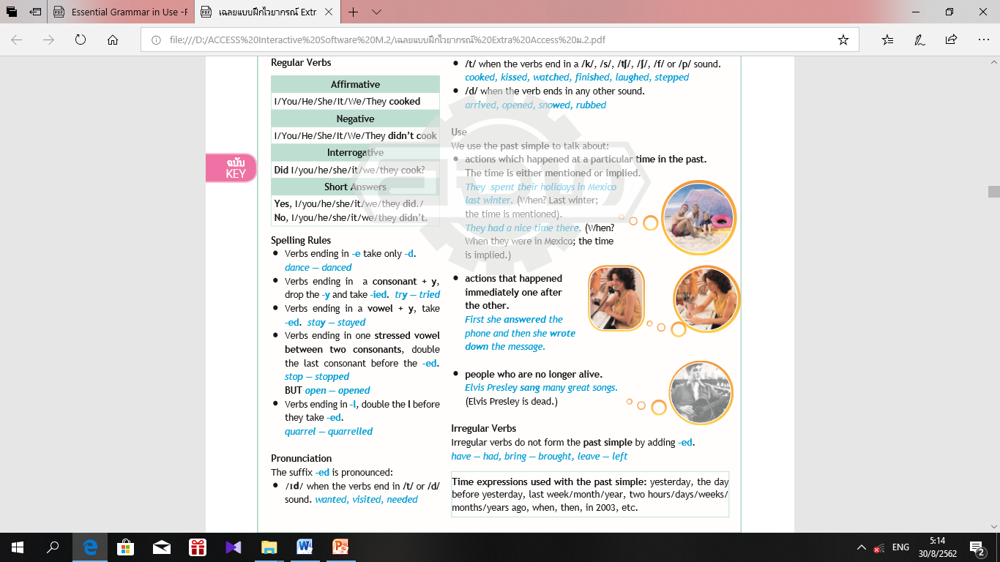 Essential Grammar in Use -F
เฉลยแบบฝึกไวยากรณ์ Extr
file:///D:/ACCESS%20Interactive%20Software%20M.2/เฉลยแบบฝึกไวยากรณ์%20Extra%20Access%20ม.2.pdf
ฉบับ
KEY
Regular Verbs
Affirmative
I/You/He/She/It/We/They cooked
Negative
I/You/He/She/It/We/They didn't cook
Interrogative
Did I/you/he/she/it/we/they cook?
Short Answers
Yes, I/you/he/she/it/we/they did./
No, I/you/he/she/it/we/they didn't.
Spelling Rules
• Verbs ending in -e take only -d.
dance – danced
• Verbs ending in a consonant + y,
drop the -y and take -ied. try – tried
• Verbs ending in a vowel + y, take
-ed. stay – stayed
• Verbs ending in one stressed vowel
between two consonants, double
the last consonant before the -ed.
stop – stopped
BUT open – opened
• Verbs ending in -l, double the l before
they take -ed.
quarrel – quarrelled
Pronunciation
The suffix -ed is pronounced:
• /ɪd/ when the verbs end in /t/ or /d/
sound. wanted, visited, needed
• /t/ when the verbs end in a /k/, /s/, /tʃ/, /ʃ/, /f/ or /p/ sound.
cooked, kissed, watched, finished, laughed, stepped
• /d/ when the verb ends in any other sound.
arrived, opened, snowed, rubbed
Use
We use the past simple to talk about:
• actions which happened at a particular time in the past.
The time is either mentioned or implied.
They spent their holidays in Mexico
last winter. (When? Last winter;
the time is mentioned).
They had a nice time there. (When?
When they were in Mexico; the time
is implied.)
• actions that happened
immediately one after
the other.
First she answered the
phone and then she wrote
down the message.
• people who are no longer alive.
Elvis Presley sang many great songs.
(Elvis Presley is dead.)
Irregular Verbs
Irregular verbs do not form the past simple by adding -ed.
have – had, bring – brought, leave – left
Time expressions used with the past simple: yesterday, the day
before yesterday, last week/month/year, two hours/days/weeks/
months/years ago, when, then, in 2003, etc.
ENG
5:14
30/8/2562
2